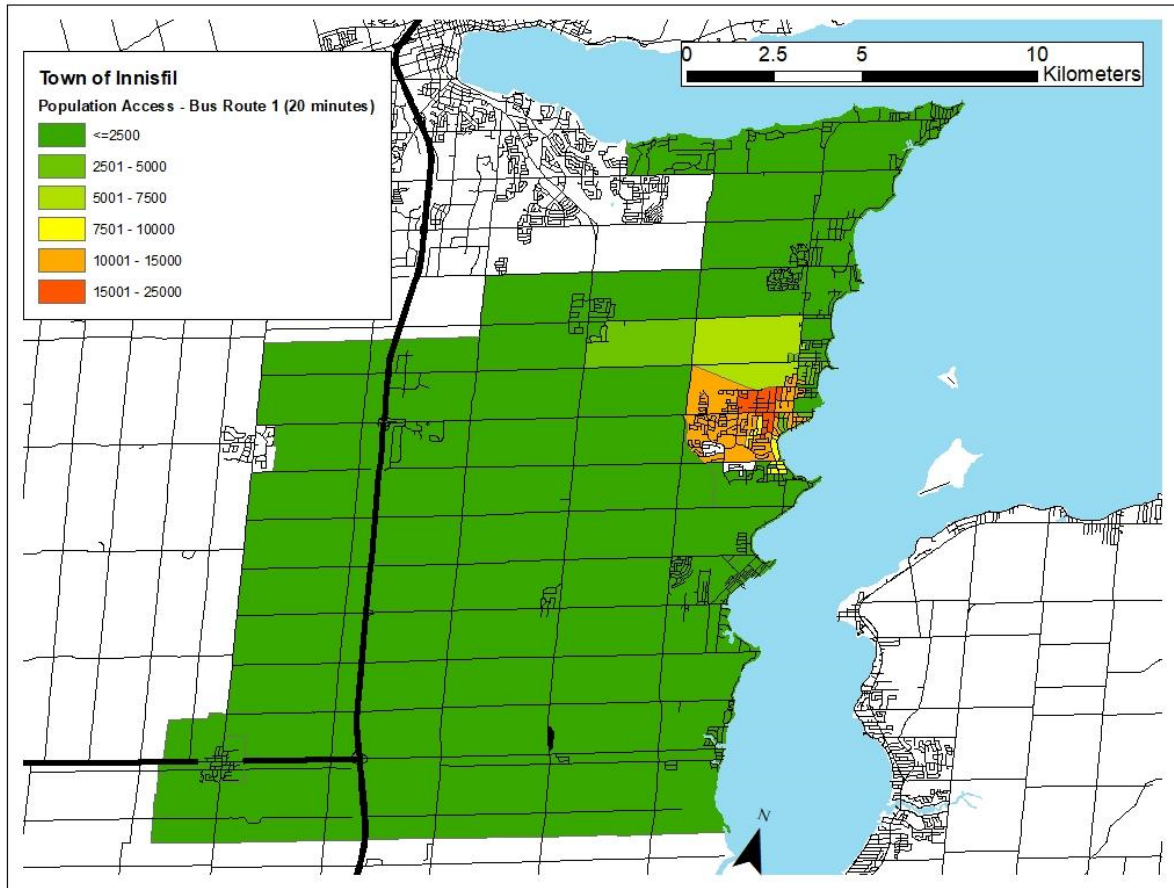 Town of Innisfil
Population Access - Bus Route 1 (20 minutes)
<=2500
2501 - 5000
5001 - 7500
7501 - 10000
10001 - 15000
15001 - 25000
0 2.5 5 10
Kilometers
N